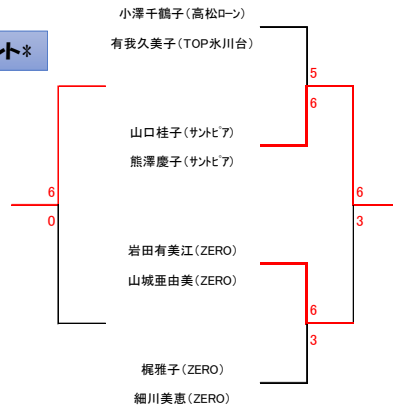 小澤千鶴子(高松ローン)
有我久美子(TOP氷川台)
ント*
5
6
山口桂子(サントピア)
熊澤慶子(サントピア)
6
0
6
3
岩田有美江(ZERO)
山城亜由美(ZERO)
6
3
梶雅子(ZERO)
細川美恵(ZERO)